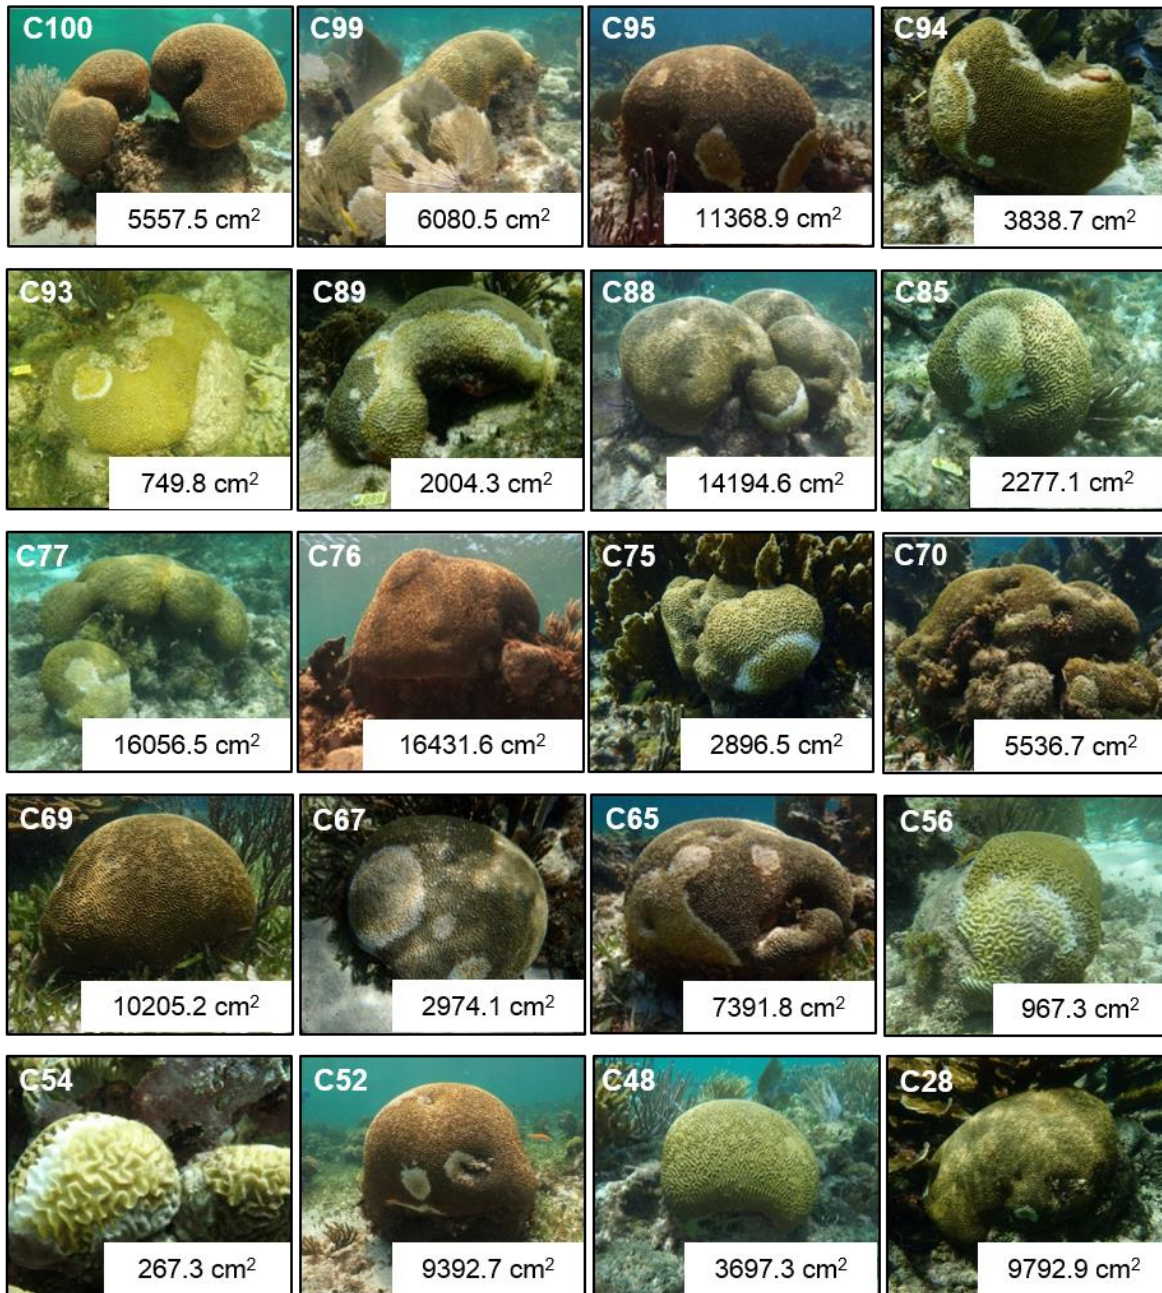 C100
5557.5 cm²
C99
6080.5 cm²
C95
11368.9 cm²
C94
3838.7 cm²
C93
749.8 cm²
C89
2004.3 cm²
C88
14194.6 cm²
C85
2277.1 cm²
C77
16056.5 cm²
C76
16431.6 cm²
C75
2896.5 cm²
C70
5536.7 cm²
C69
10205.2 cm²
C67
2974.1 cm²
C65
7391.8 cm²
C56
967.3 cm²
C54
267.3 cm²
C52
9392.7 cm²
C48
3697.3 cm²
C28
9792.9 cm²